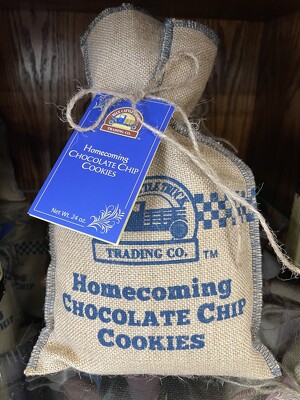 TRADING CO.
Homecoming
CHOCOLATE CHIP
COOKIES
Net Wt. 24 oz.
TRADING CO. TM
Homecoming
CHOCOLATE CHIP
COOKIES